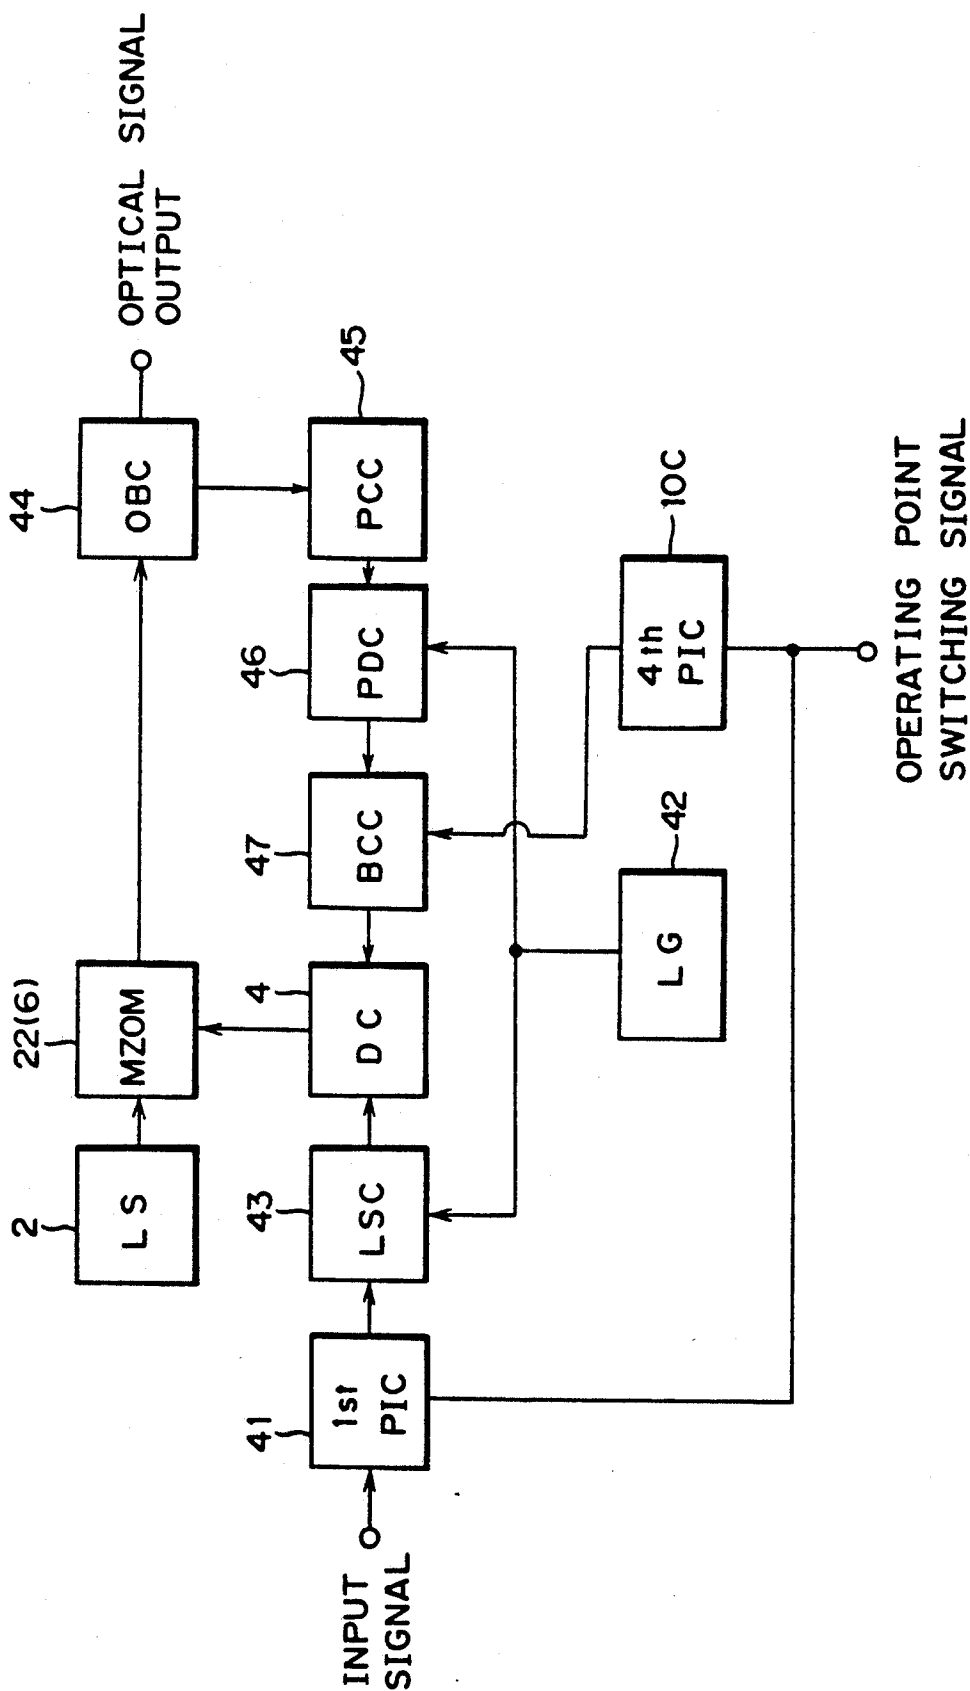 2
LS
22(6)
MZOM
44
OBC
OPTICAL SIGNAL
OUTPUT
INPUT
SIGNAL
41
1st
PIC
43
LSC
4
DC
47
BCC
46
PDC
45
PCC
LG
42
4th
PIC
10C
OPERATING POINT
SWITCHING SIGNAL